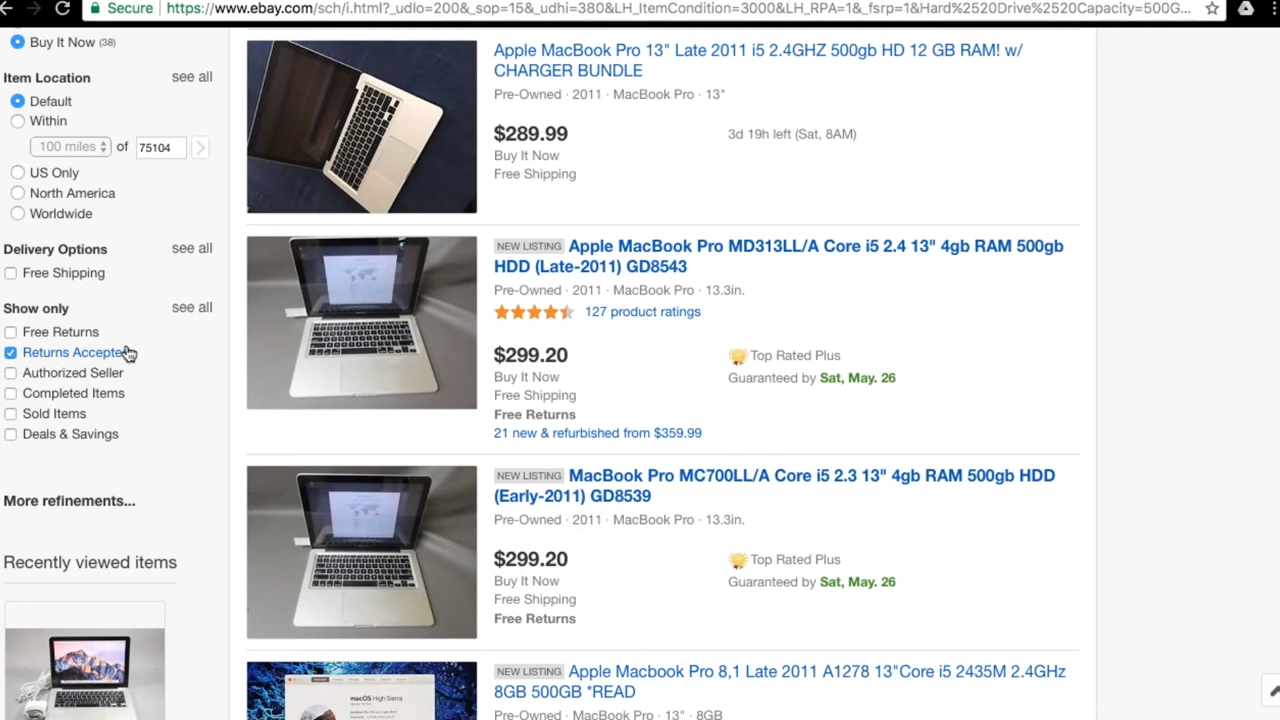 Secure https://www.ebay.com/sch/i.html?_udlo=200&_sop=15&_udhi=380&LH_ItemCondition=3000&LH_RPA=1&_fsrp=1&Hard%2520Drive%2520Capacity=500G...
Buy It Now (38)
Item Location see all
Default
Within
100 miles of 75104
US Only
North America
Worldwide
Delivery Options see all
Free Shipping
Show only see all
Free Returns
Returns Accepte
Authorized Seller
Completed Items
Sold Items
Deals & Savings
More refinements...
Recently viewed items
Apple MacBook Pro 13" Late 2011 i5 2.4GHZ 500gb HD 12 GB RAM! w/
CHARGER BUNDLE
Pre-Owned · 2011 · MacBook Pro · 13"
$289.99 3d 19h left (Sat, 8AM)
Buy It Now
Free Shipping
NEW LISTING Apple MacBook Pro MD313LL/A Core i5 2.4 13" 4gb RAM 500gb
HDD (Late-2011) GD8543
Pre-Owned · 2011 · MacBook Pro · 13.3in.
127 product ratings
$299.20 Top Rated Plus
Buy It Now Guaranteed by Sat, May. 26
Free Shipping
Free Returns
21 new & refurbished from $359.99
NEW LISTING MacBook Pro MC700LL/A Core i5 2.3 13" 4gb RAM 500gb HDD
(Early-2011) GD8539
Pre-Owned · 2011 · MacBook Pro · 13.3in.
$299.20 Top Rated Plus
Buy It Now Guaranteed by Sat, May. 26
Free Shipping
Free Returns
NEW LISTING Apple Macbook Pro 8,1 Late 2011 A1278 13"Core i5 2435M 2.4GHz
8GB 500GB *READ
Pre-Owned · MacBook Pro · 13" · 8GB
macOS High Sierra